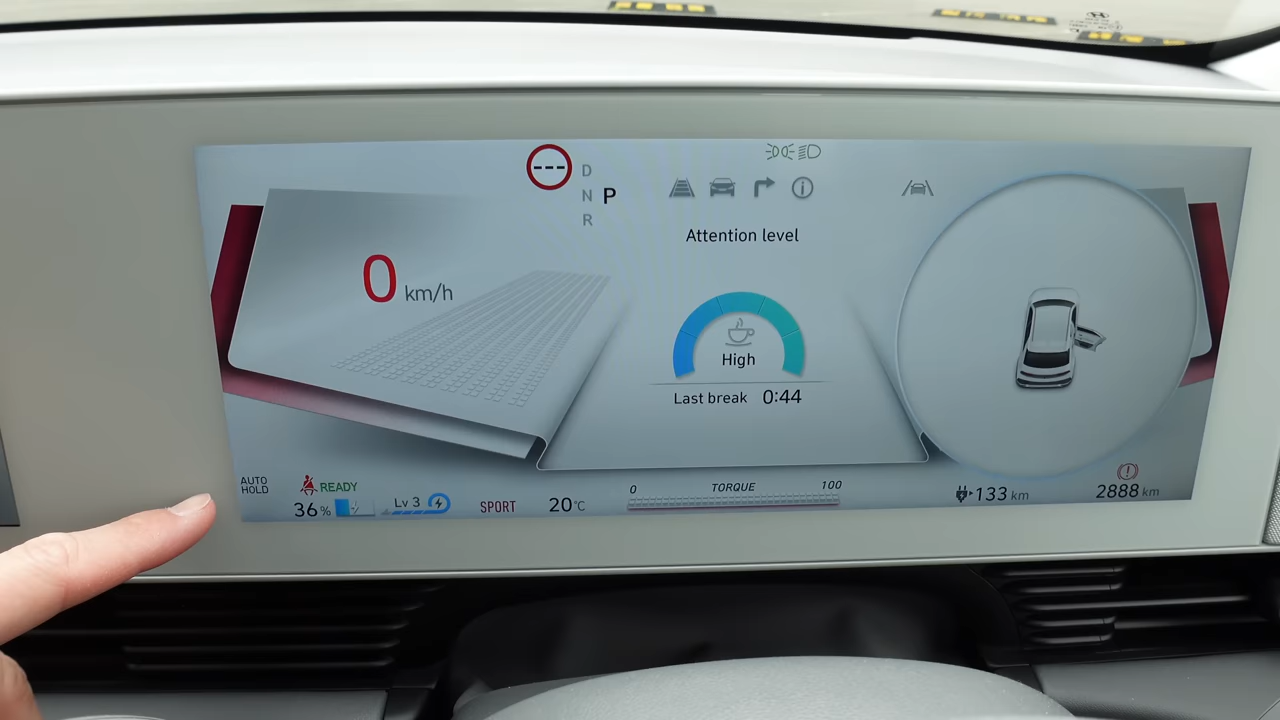 ---
D
N P
R
Attention level
0 km/h
High
Last break 0:44
AUTO
HOLD
READY
36 %
Lv 3
SPORT
20°C
0 TORQUE 100
133 km
2888 km